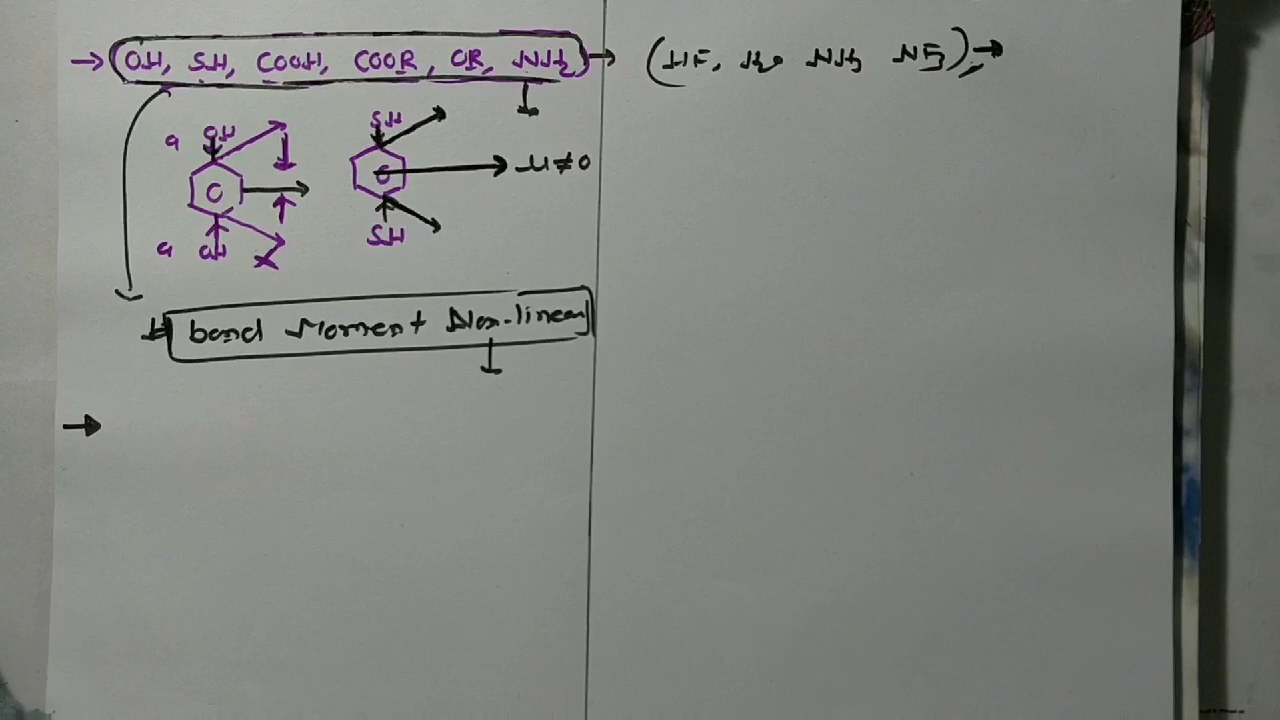 → OH, SH, COOH, COOR, OR, NH₂ → (HF, H₂O NH₃ NF₃), →
a OH SH
→ μ≠0
a OH SH
X
# bond Moment Non-linear
→